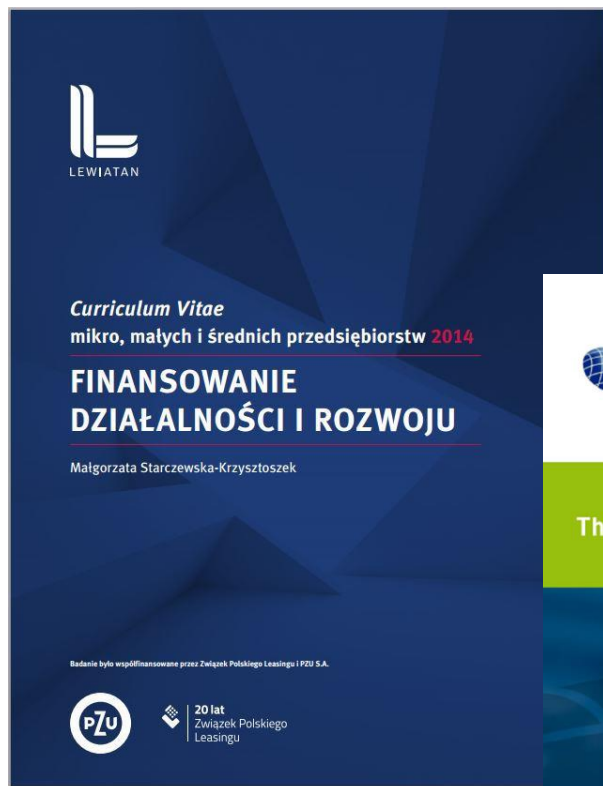 LEWIATAN
Curriculum Vitae
mikro, małych i średnich przedsiębiorstw 2014
FINANSOWANIE
DZIAŁALNOŚCI I ROZWOJU
Małgorzata Starczewska-Krzysztoszek
Badanie było współfinansowane przez Związek Polskiego Leasingu i PZU S.A.
PZU
20 lat
Związek Polskiego
Leasingu
Th